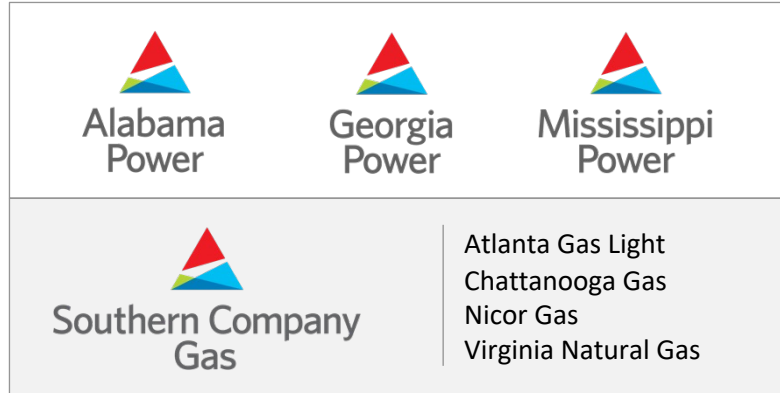 Alabama
Power
Georgia
Power
Mississippi
Power
Southern Company
Gas
Atlanta Gas Light
Chattanooga Gas
Nicor Gas
Virginia Natural Gas